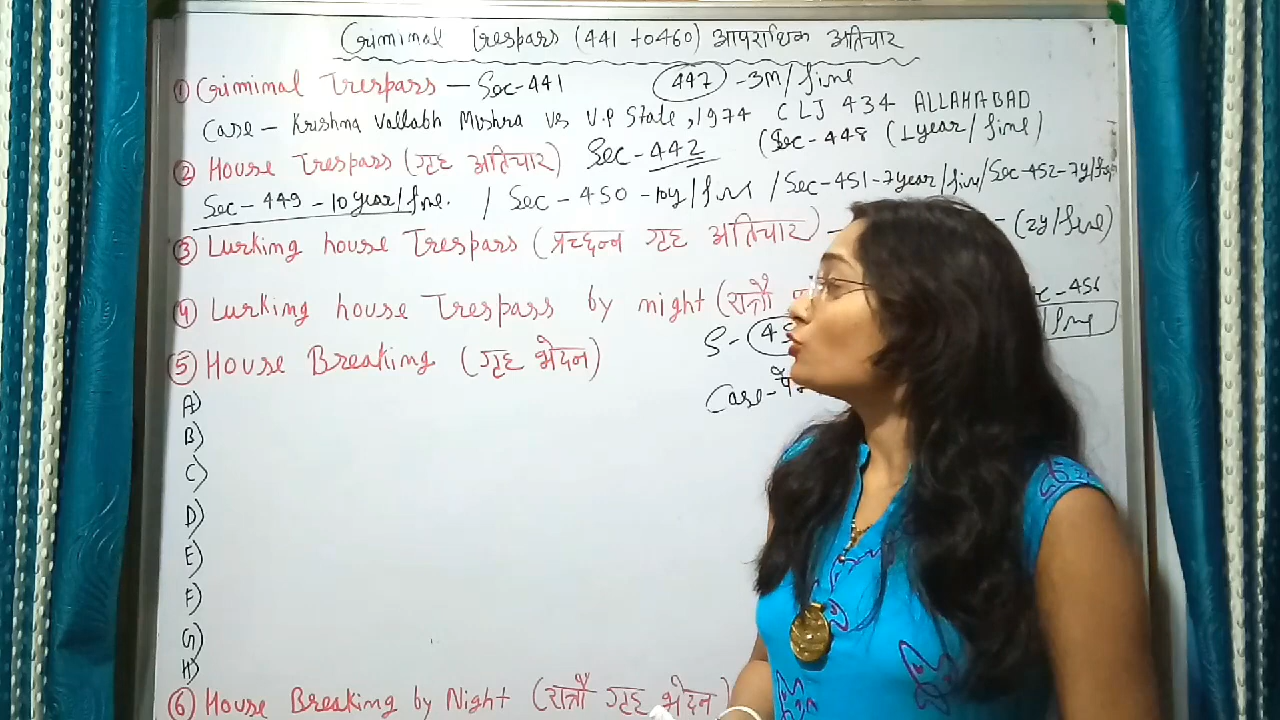 Criminal Trespass (441 to 460) आपराधिक अतिचार
① Criminal Trespass - Sec-441 447 -3M/fine
Case - Krishna Vallabh Mishra vs U.P State, 1974 CLJ 434 ALLAHABAD
② House Trespass (गृह अतिचार) Sec-442 (Sec-448 (1year/fine)
Sec-449-10year/fine. / Sec-450-10y/fine /Sec-451-7year/fine/Sec-452-7y/fine
③ Lurking house Trespass (प्रच्छन्न गृह अतिचार) - - (2y/fine)
④ Lurking house Trespass by night (रात्रौ -456
S- /fine
⑤ House Breaking (गृह भेदन) Case-
A)
B)
C)
D)
E)
F)
G)
H)
⑥ House Breaking by Night (रात्रौ गृह भेदन)